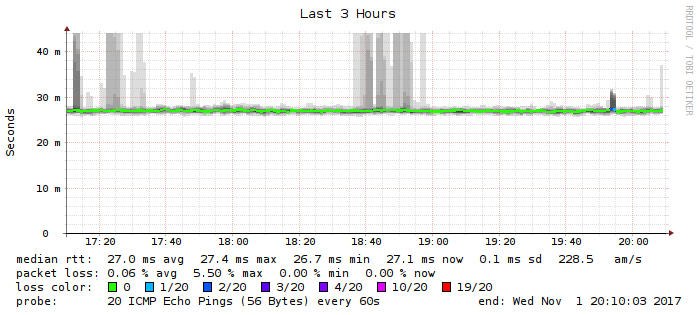 Last 3 Hours
RRDTOOL / TOBI OETIKER
Seconds
40 m
30 m
20 m
10 m
0
17:20 17:40 18:00 18:20 18:40 19:00 19:20 19:40 20:00
median rtt: 27.0 ms avg 27.4 ms max 26.7 ms min 27.1 ms now 0.1 ms sd 228.5 am/s
packet loss: 0.06 % avg 5.50 % max 0.00 % min 0.00 % now
loss color: 0 1/20 2/20 3/20 4/20 10/20 19/20
probe: 20 ICMP Echo Pings (56 Bytes) every 60s end: Wed Nov 1 20:10:03 2017